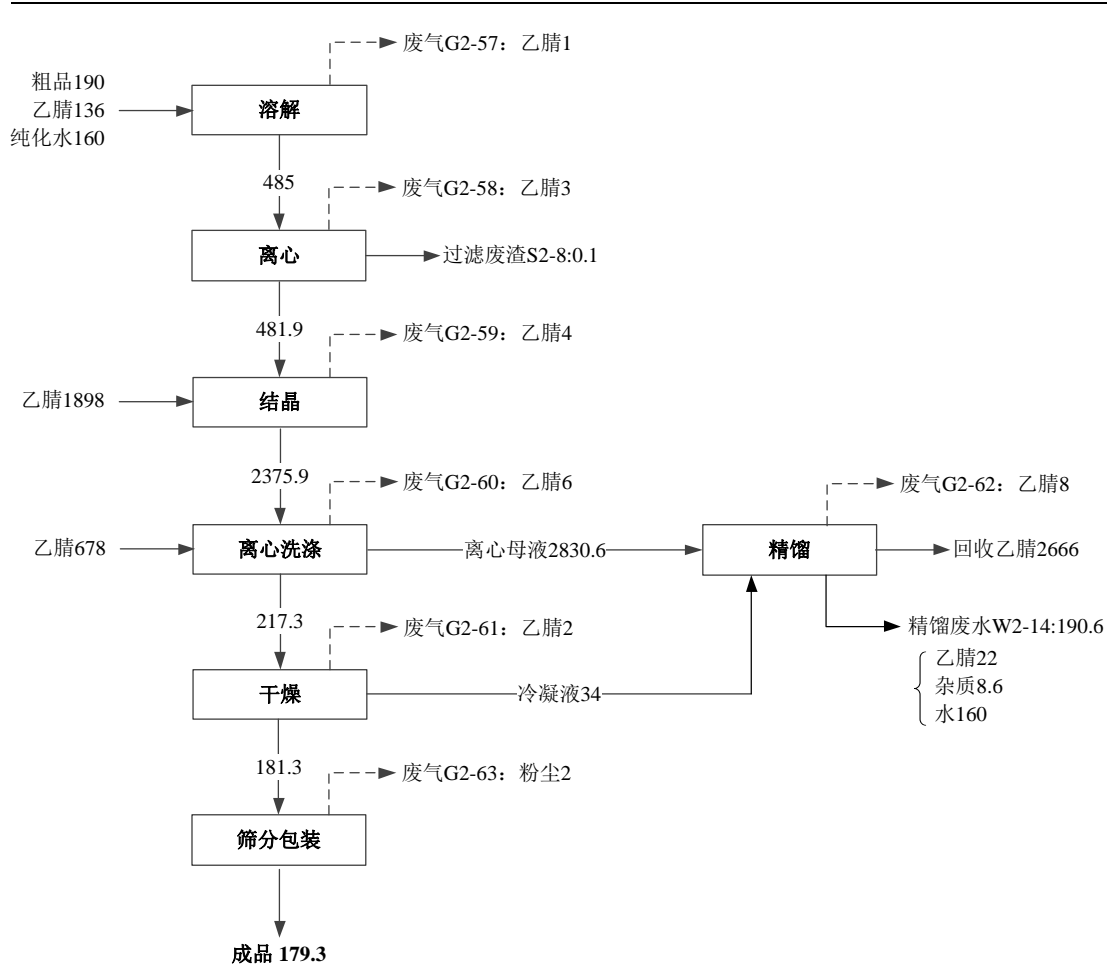 废气G2-57：乙腈1
粗品190
乙腈136
纯化水160
溶解
485
废气G2-58：乙腈3
离心
过滤废渣S2-8:0.1
481.9
废气G2-59：乙腈4
乙腈1898
结晶
2375.9
废气G2-60：乙腈6
废气G2-62：乙腈8
乙腈678
离心洗涤
离心母液2830.6
精馏
回收乙腈2666
217.3
废气G2-61：乙腈2
精馏废水W2-14:190.6
乙腈22
杂质8.6
水160
干燥
冷凝液34
181.3
废气G2-63：粉尘2
筛分包装
成品 179.3